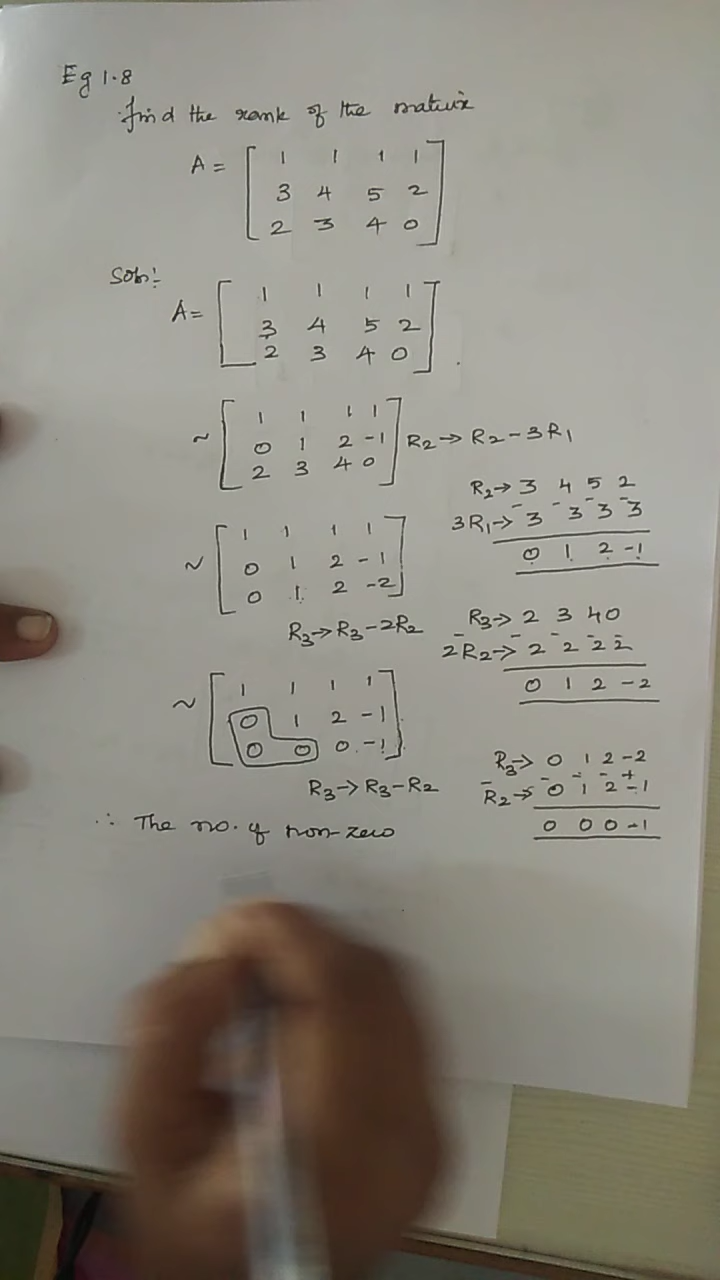 Eg 1.8
Find the rank of the matrix
A = [ 1 1 1 1
3 4 5 2
2 3 4 0 ]
Soln:
A = [ 1 1 1 1
3 4 5 2
2 3 4 0 ] .
~ [ 1 1 1 1
0 1 2 -1
2 3 4 0 ] R2 → R2 - 3R1
R2 → 3 4 5 2
3R1 → 3 3 3 3
0 1 2 -1
~ [ 1 1 1 1
0 1 2 -1
0 1 2 -2 ]
R3 → R3 - 2R2
R3 → 2 3 4 0
2R2 → 2 2 2 2
0 1 2 -2
~ [ 1 1 1 1
0 1 2 -1
0 0 0 -1 ]
R3 → R3 - R2
R3 → 0 1 2 -2
R2 → 0 1 2 -1
0 0 0 -1
∴ The no. of non-zero